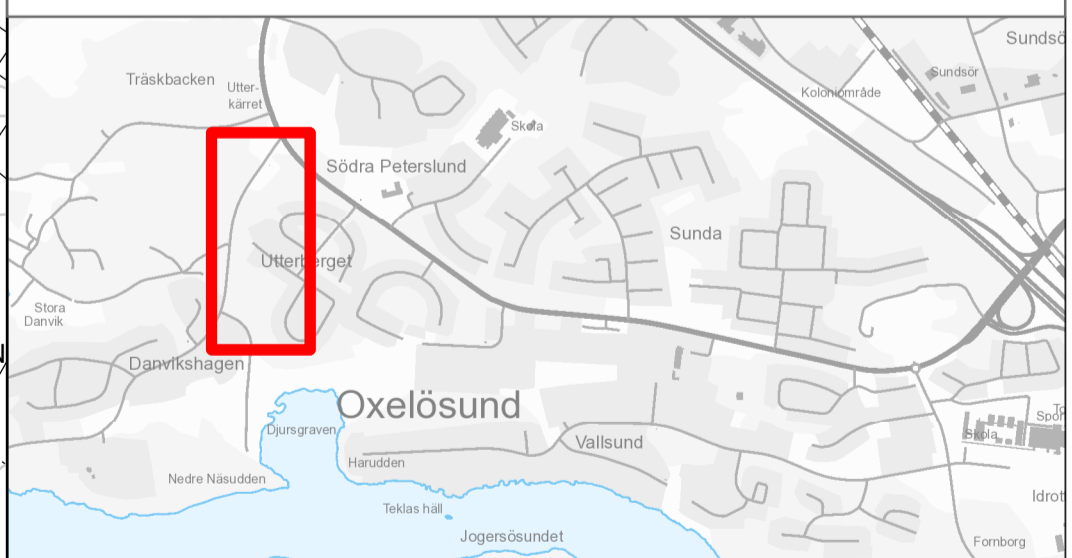 Sundsö
Träskbacken
Sundsör
Utter-
kärret
Koloniområde
Skola
Södra Peterslund
Sunda
Utterberget
Stora
Danvik
Danvikshagen
Oxelösund
Djursgraven
Skola
Spor
Vallsund
Harudden
Nedre Näsudden
Idrot
Teklas häll
Jogersösundet
Fornborg